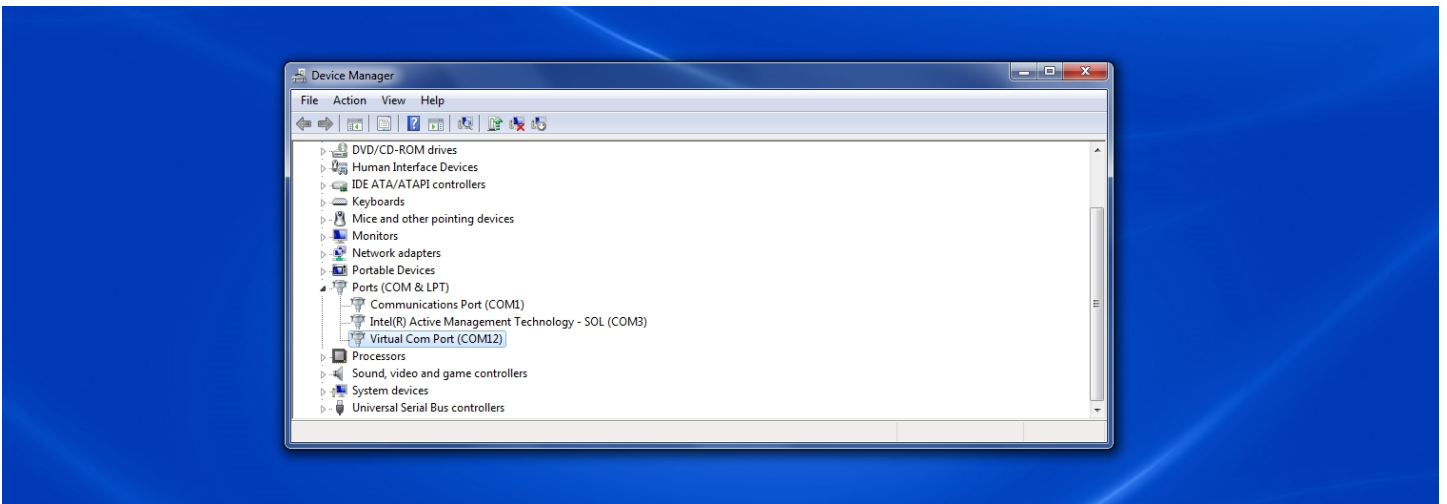 Device Manager
File Action View Help
DVD/CD-ROM drives
Human Interface Devices
IDE ATA/ATAPI controllers
Keyboards
Mice and other pointing devices
Monitors
Network adapters
Portable Devices
Ports (COM & LPT)
Communications Port (COM1)
Intel(R) Active Management Technology - SOL (COM3)
Virtual Com Port (COM12)
Processors
Sound, video and game controllers
System devices
Universal Serial Bus controllers